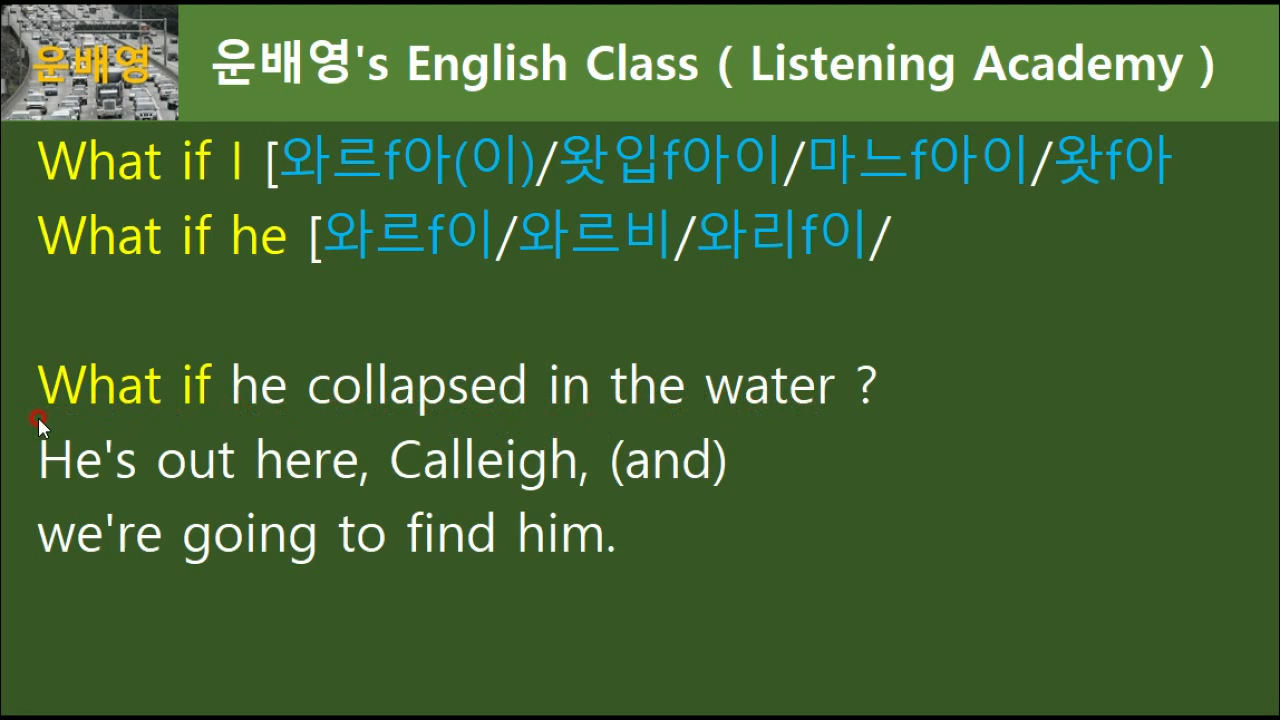 운배영
운배영's English Class ( Listening Academy )
What if I [와르f아(이)/왓입f아이/마느f아이/왓f아
What if he [와르f이/와르비/와리f이/
What if he collapsed in the water ?
He's out here, Calleigh, (and)
we're going to find him.